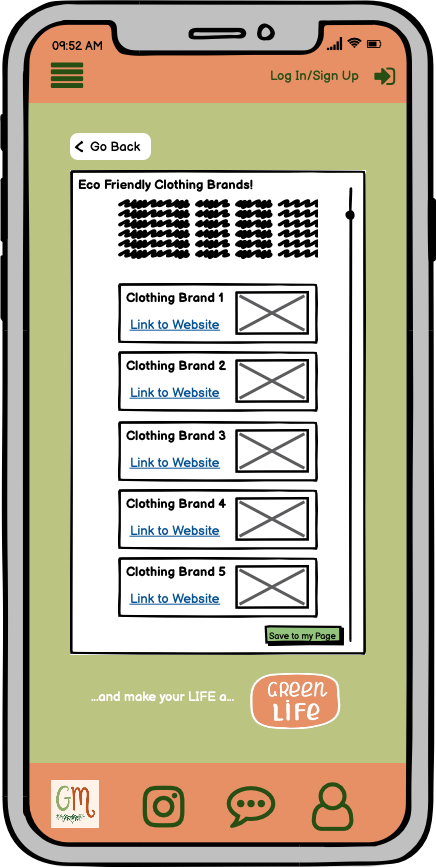 09:52 AM
Log In/Sign Up
Go Back
Eco Friendly Clothing Brands!
Clothing Brand 1
Link to Website
Clothing Brand 2
Link to Website
Clothing Brand 3
Link to Website
Clothing Brand 4
Link to Website
Clothing Brand 5
Link to Website
Save to my Page
...and make your LIFE a...
GREEN
LiFE
GM